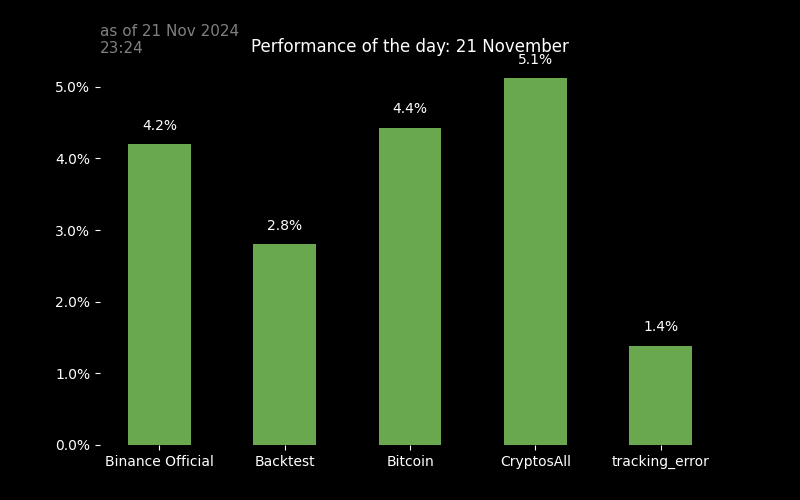 as of 21 Nov 2024
23:24
Performance of the day: 21 November
5.1%
5.0%
4.4%
4.2%
4.0%
3.0%
2.8%
2.0%
1.4%
1.0%
0.0%
Binance Official
Backtest
Bitcoin
CryptosAll
tracking_error